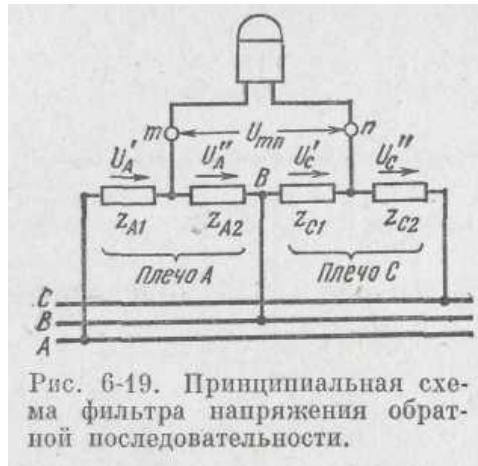 m U_mn n
U_A' U_A'' B U_C' U_C''
Z_A1 Z_A2 Z_C1 Z_C2
Плечо A Плечо C
C
B
A
Рис. 6-19. Принципиальная схе-
ма фильтра напряжения обрат-
ной последовательности.